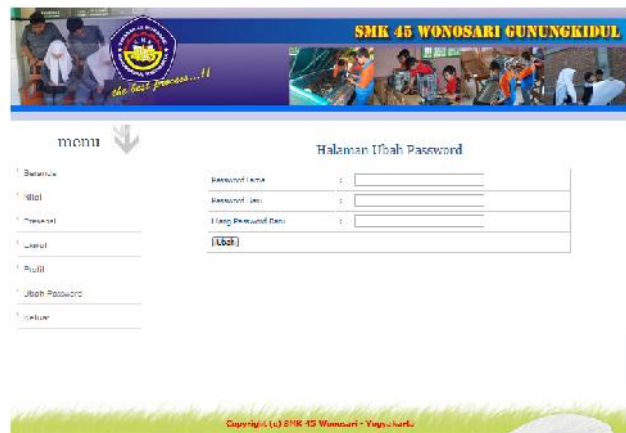 SMK 45 WONOSARI GUNUNGKIDUL
the best process...!!
menu
Halaman Ubah Password
Beranda
Nilai
Presensi
Profil
Ubah Password
Keluar
Password Lama :
Password Baru :
Ulang Password Baru :
Ubah
Copyright (c) SMK 45 Wonosari - Yogyakarta